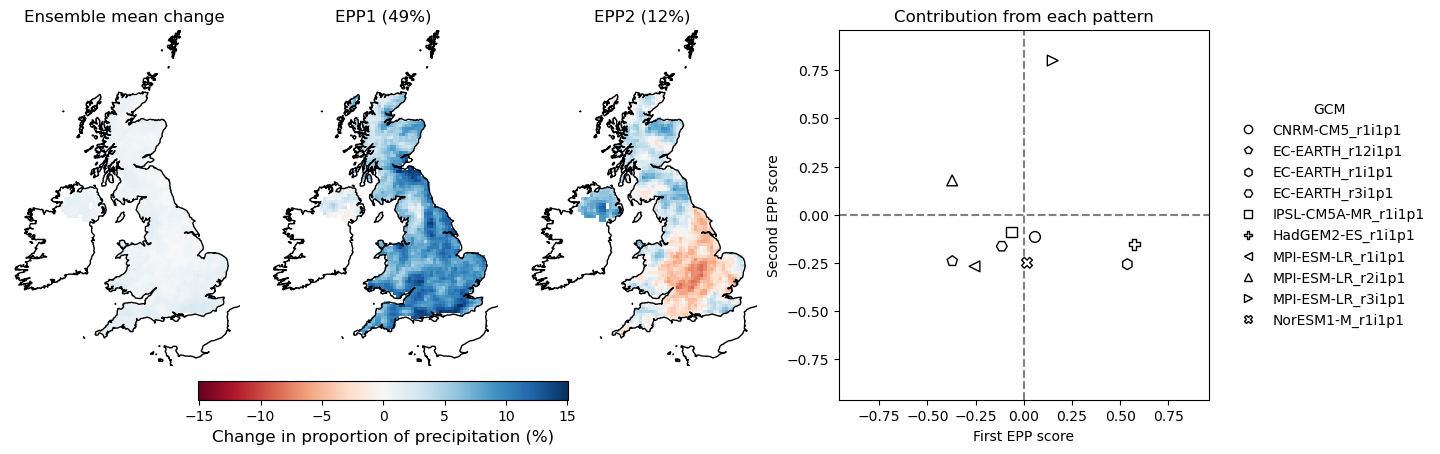 Ensemble mean change
EPP1 (49%)
EPP2 (12%)
Contribution from each pattern
−15
−10
−5
0
5
10
15
Change in proportion of precipitation (%)
Second EPP score
0.75
0.50
0.25
0.00
−0.25
−0.50
−0.75
−0.75
−0.50
−0.25
0.00
0.25
0.50
0.75
First EPP score
GCM
CNRM-CM5_r1i1p1
EC-EARTH_r12i1p1
EC-EARTH_r1i1p1
EC-EARTH_r3i1p1
IPSL-CM5A-MR_r1i1p1
HadGEM2-ES_r1i1p1
MPI-ESM-LR_r1i1p1
MPI-ESM-LR_r2i1p1
MPI-ESM-LR_r3i1p1
NorESM1-M_r1i1p1